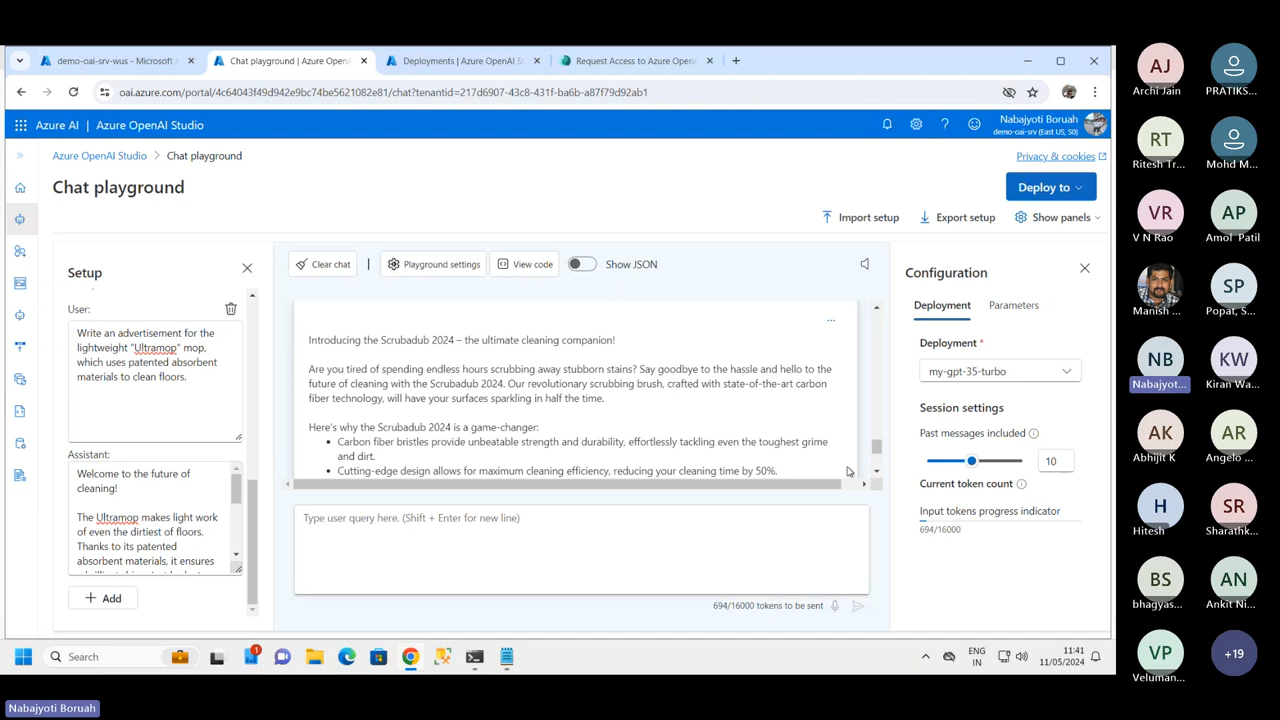 demo-oai-srv-wus - Microsoft A
Chat playground | Azure OpenA
Deployments | Azure OpenAI St
Request Access to Azure OpenA
oai.azure.com/portal/4c64043f49d942e9bc74be5621082e81/chat?tenantid=217d6907-43c8-431f-ba6b-a87f79d92ab1
Azure AI | Azure OpenAI Studio
Nabajyoti Boruah
demo-oai-srv (East US, S0)
Azure OpenAI Studio > Chat playground
Privacy & cookies
Chat playground
Deploy to
Import setup
Export setup
Show panels
Setup
Clear chat
Playground settings
View code
Show JSON
User:
Write an advertisement for the
lightweight "Ultramop" mop,
which uses patented absorbent
materials to clean floors.
Assistant:
Welcome to the future of
cleaning!
The Ultramop makes light work
of even the dirtiest of floors.
Thanks to its patented
absorbent materials, it ensures
Add
Introducing the Scrubadub 2024 – the ultimate cleaning companion!
Are you tired of spending endless hours scrubbing away stubborn stains? Say goodbye to the hassle and hello to the
future of cleaning with the Scrubadub 2024. Our revolutionary scrubbing brush, crafted with state-of-the-art carbon
fiber technology, will have your surfaces sparkling in half the time.
Here's why the Scrubadub 2024 is a game-changer:
• Carbon fiber bristles provide unbeatable strength and durability, effortlessly tackling even the toughest grime
and dirt.
• Cutting-edge design allows for maximum cleaning efficiency, reducing your cleaning time by 50%.
Type user query here. (Shift + Enter for new line)
694/16000 tokens to be sent
Configuration
Deployment
Parameters
Deployment *
my-gpt-35-turbo
Session settings
Past messages included
10
Current token count
Input tokens progress indicator
694/16000
Search
1
ENG
IN
11:41
11/05/2024
AJ
Archi Jain
PRATIKS...
RT
Ritesh Tr...
Mohd M...
VR
V N Rao
AP
Amol Patil
Manish ...
SP
Popat, S...
NB
Nabajyot...
KW
Kiran Wa...
AK
Abhijit K
AR
Angelo ...
H
Hitesh
SR
Sharathk...
BS
bhagyas...
AN
Ankit Ni...
VP
Veluman...
+19
Nabajyoti Boruah